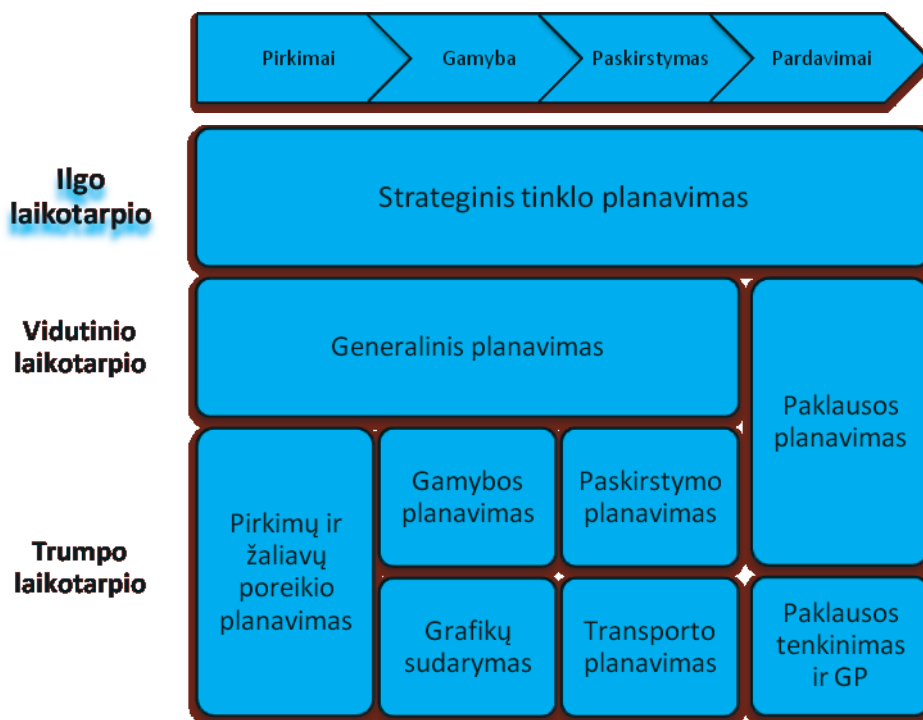 Pirkimai
Gamyba
Paskirstymas
Pardavimai
Ilgo
laikotarpio
Strateginis tinklo planavimas
Vidutinio
laikotarpio
Generalinis planavimas
Paklausos
planavimas
Trumpo
laikotarpio
Pirkimų ir
žaliavų
poreikio
planavimas
Gamybos
planavimas
Paskirstymo
planavimas
Grafikų
sudarymas
Transporto
planavimas
Paklausos
tenkinimas
ir GP